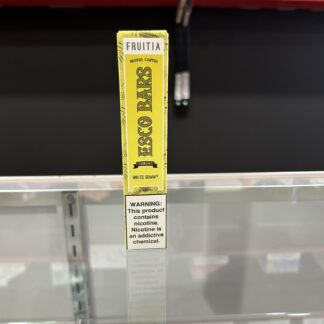 FRUITIA
ESCO BARS
WHITE GUMMY
WARNING:
This product
contains
nicotine.
Nicotine is
an addictive
chemical.